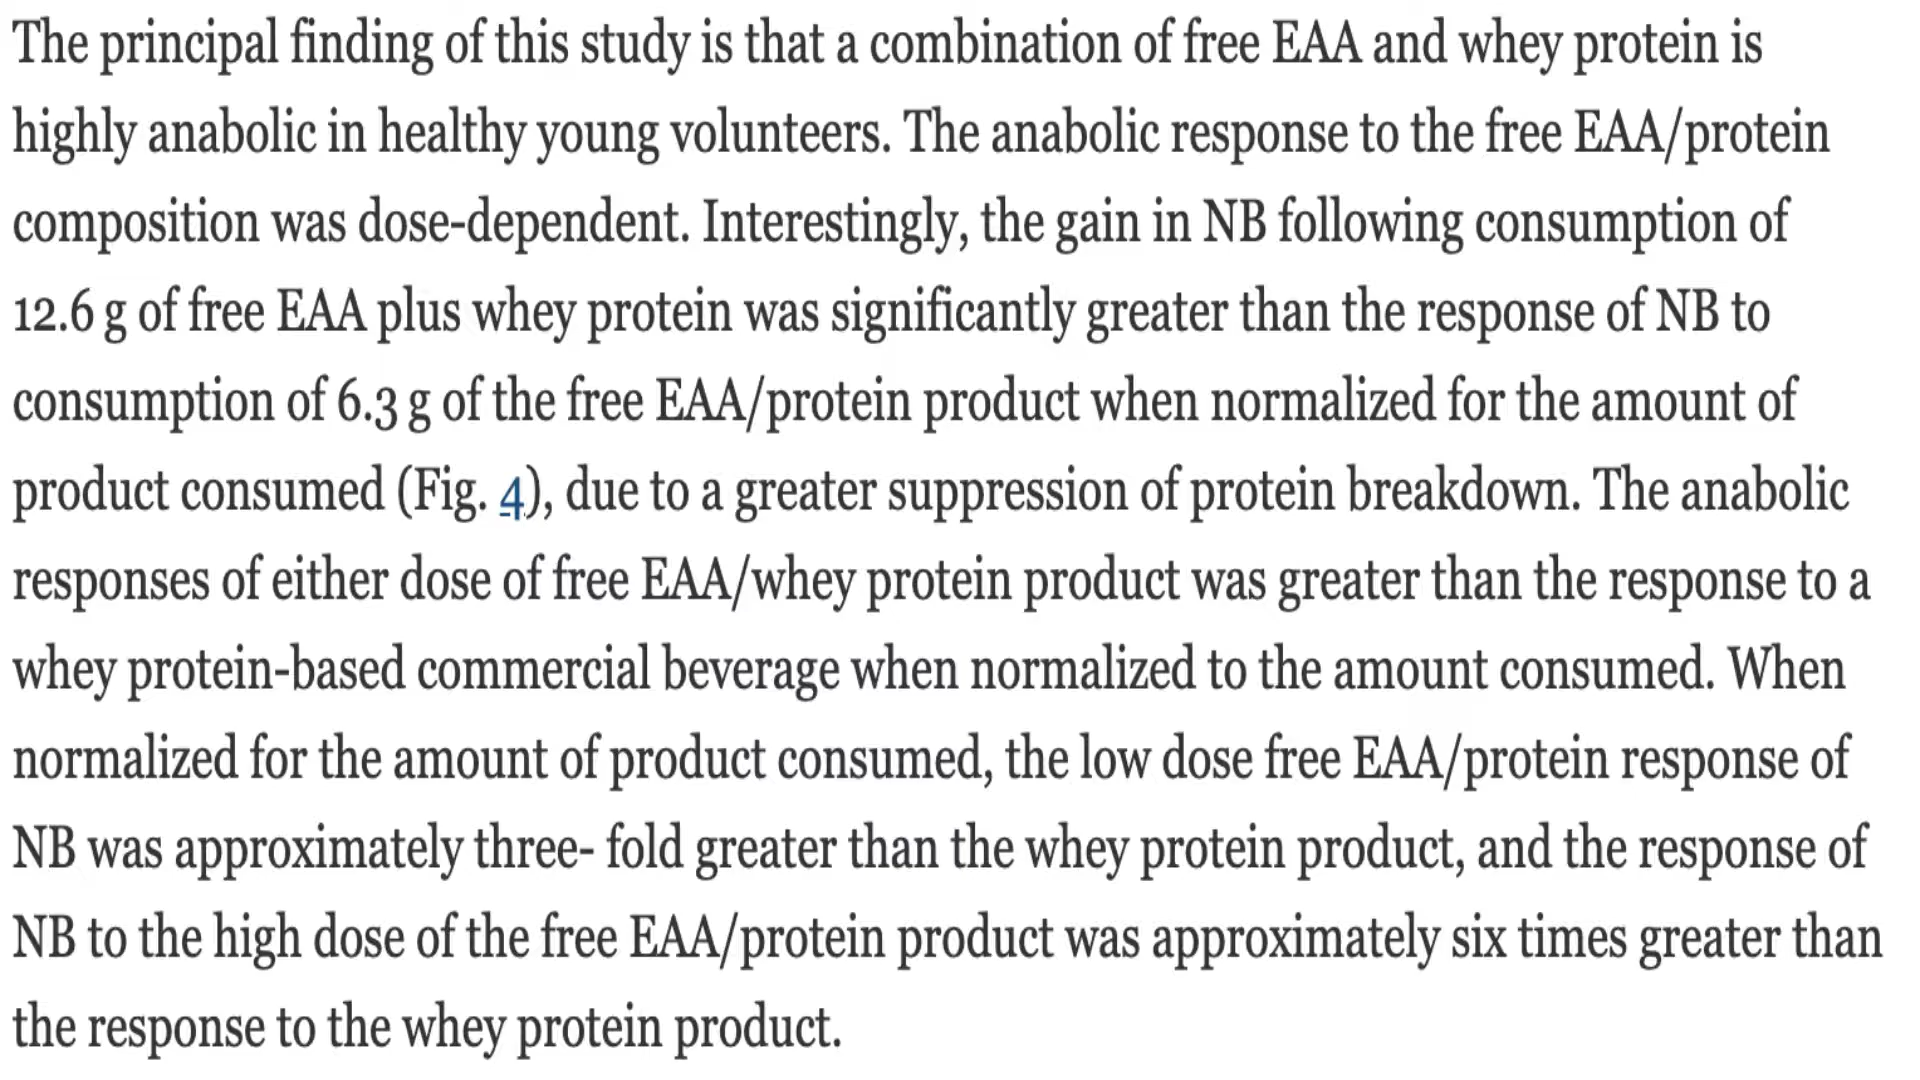 The principal finding of this study is that a combination of free EAA and whey protein is
highly anabolic in healthy young volunteers. The anabolic response to the free EAA/protein
composition was dose-dependent. Interestingly, the gain in NB following consumption of
12.6 g of free EAA plus whey protein was significantly greater than the response of NB to
consumption of 6.3 g of the free EAA/protein product when normalized for the amount of
product consumed (Fig. 4), due to a greater suppression of protein breakdown. The anabolic
responses of either dose of free EAA/whey protein product was greater than the response to a
whey protein-based commercial beverage when normalized to the amount consumed. When
normalized for the amount of product consumed, the low dose free EAA/protein response of
NB was approximately three- fold greater than the whey protein product, and the response of
NB to the high dose of the free EAA/protein product was approximately six times greater than
the response to the whey protein product.